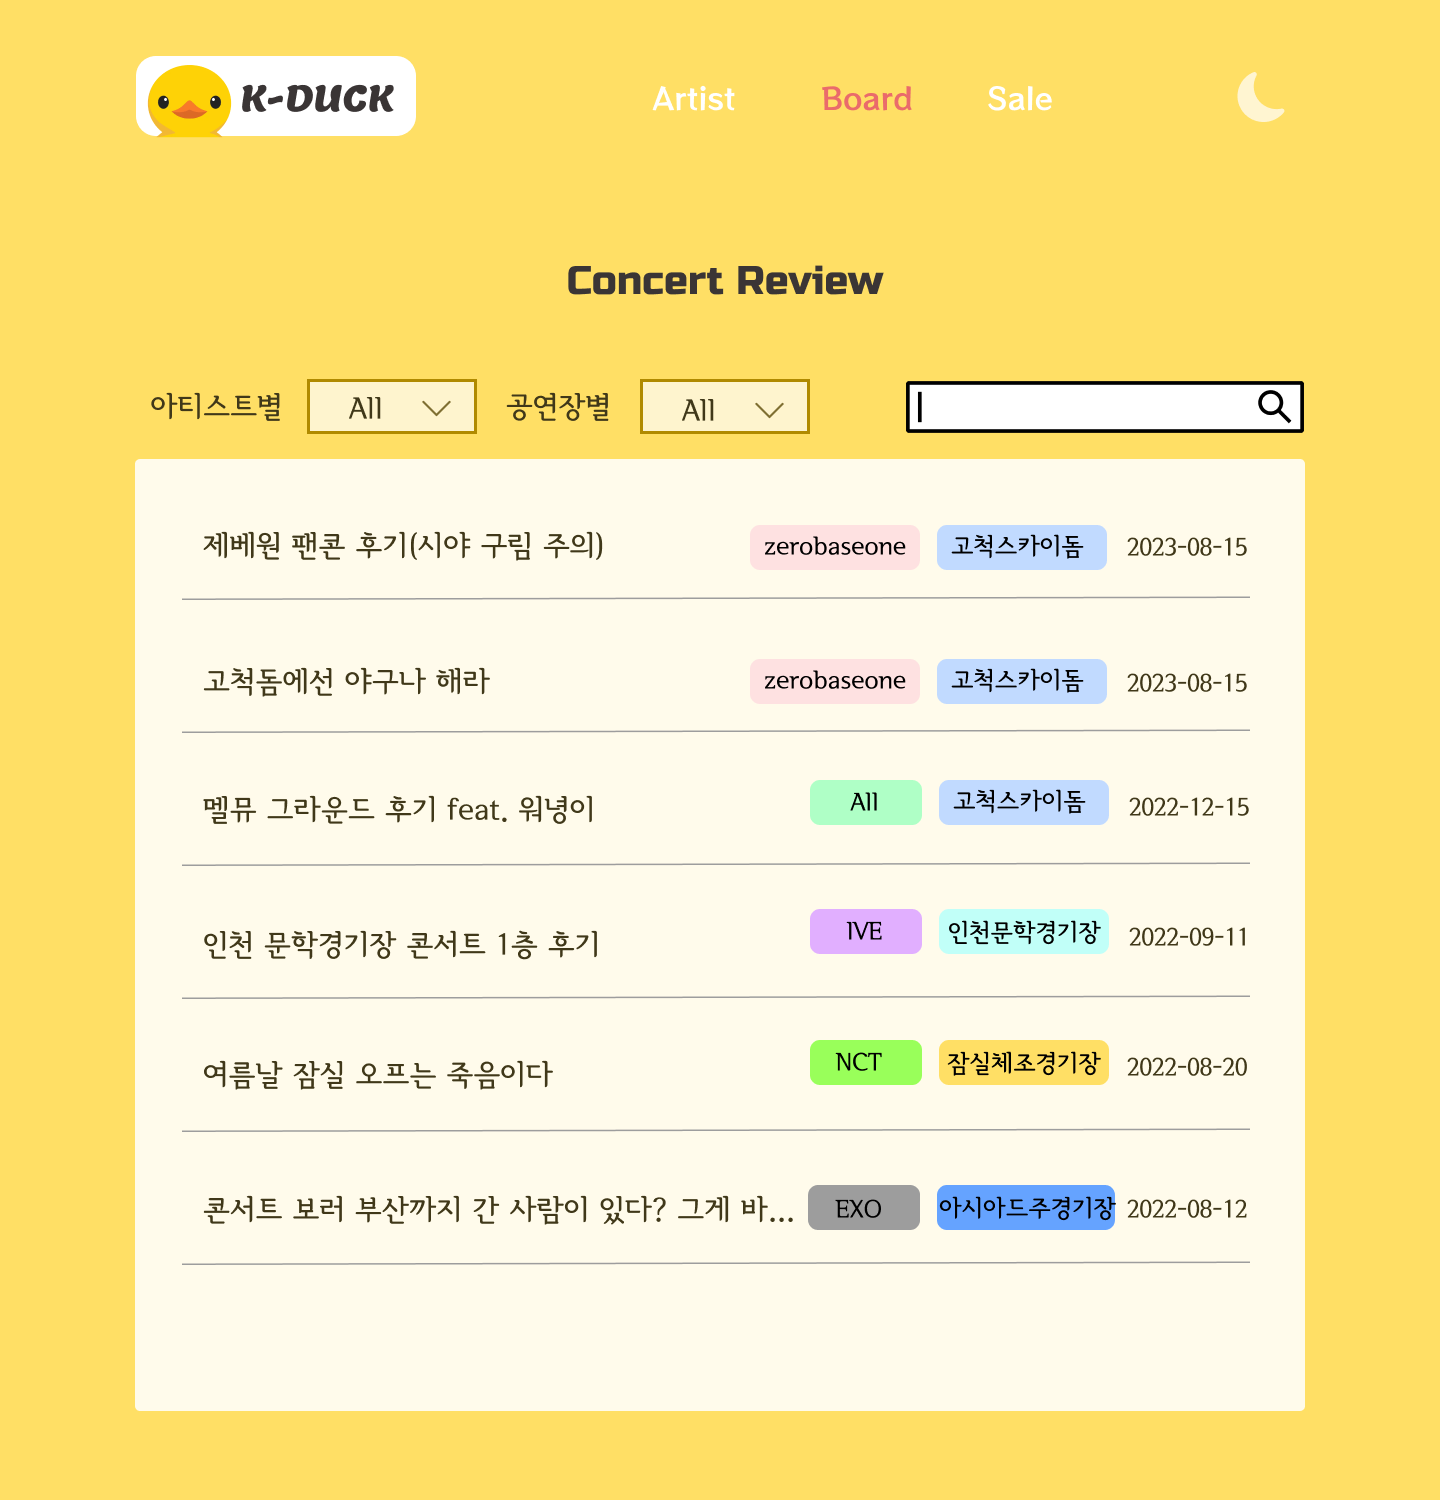 K-DUCK
Artist Board Sale
Concert Review
아티스트별 All 공연장별 All
제베원 팬콘 후기(시야 구림 주의) zerobaseone 고척스카이돔 2023-08-15
고척돔에선 야구나 해라 zerobaseone 고척스카이돔 2023-08-15
멜뮤 그라운드 후기 feat. 워녕이 All 고척스카이돔 2022-12-15
인천 문학경기장 콘서트 1층 후기 IVE 인천문학경기장 2022-09-11
여름날 잠실 오프는 죽음이다 NCT 잠실체조경기장 2022-08-20
콘서트 보러 부산까지 간 사람이 있다? 그게 바... EXO 아시아드주경기장 2022-08-12